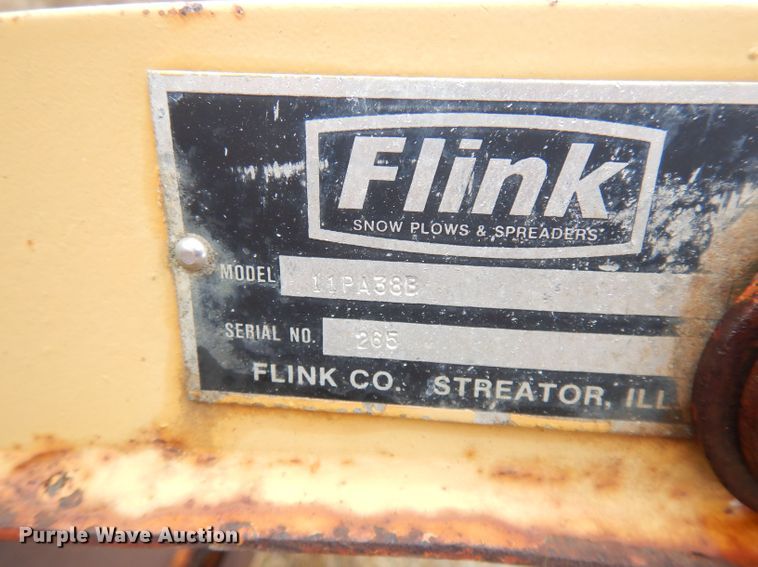 Flink
SNOW PLOWS & SPREADERS
MODEL 11PA38B
SERIAL NO. 265
FLINK CO. STREATOR, ILL
Purple Wave Auction